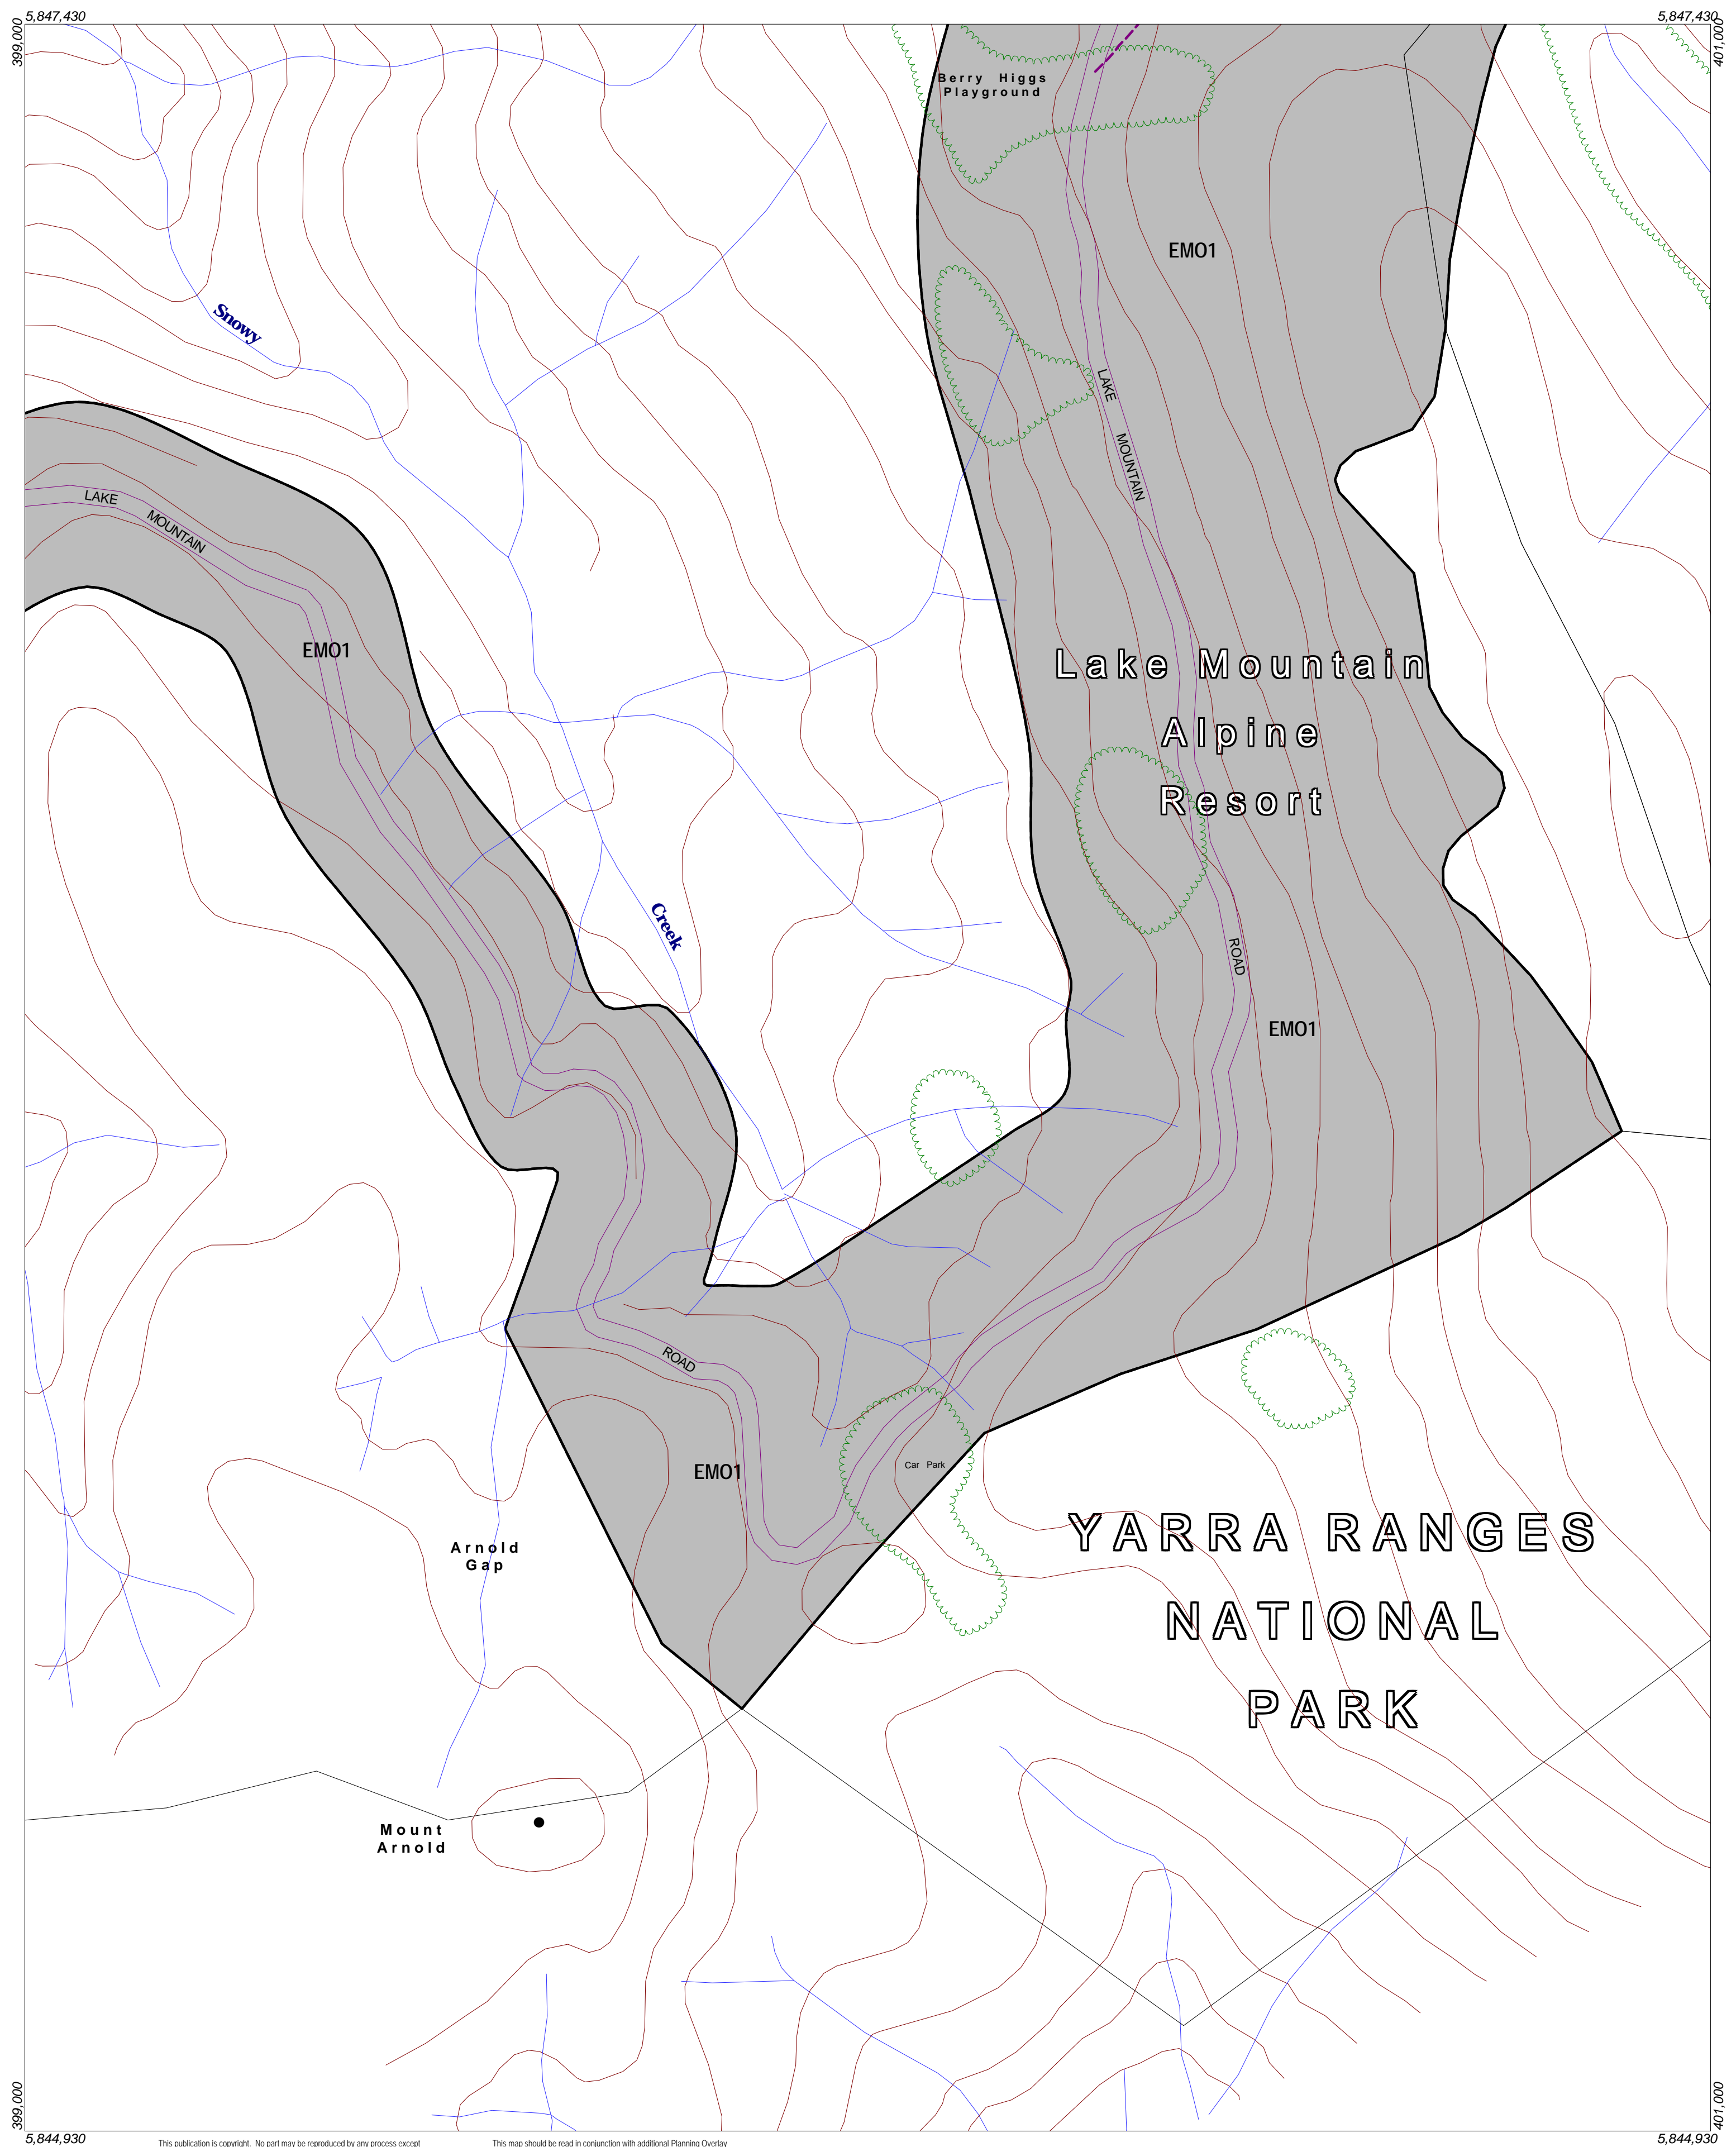 5,847,430
5,847,430
399,000
401,000
Berry Higgs
Playground
EMO1
Snowy
LAKE
MOUNTAIN
LAKE
MOUNTAIN
EMO1
Lake Mountain
Alpine
Resort
Creek
ROAD
EMO1
ROAD
EMO1
Car Park
Arnold
Gap
YARRA RANGES
NATIONAL
PARK
Mount
Arnold
399,000
401,000
5,844,930
5,844,930
This publication is copyright. No part may be reproduced by any process except
This map should be read in conjunction with additional Planning Overlay